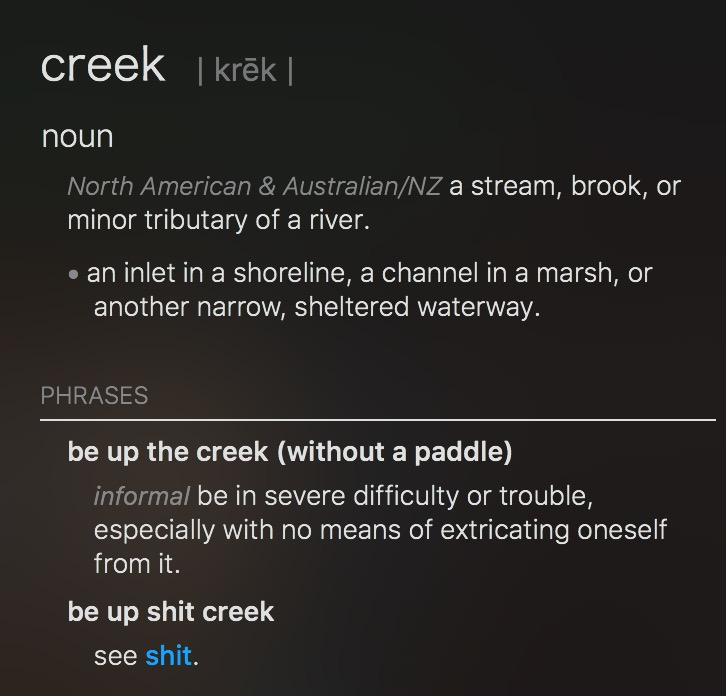 creek | krēk |
noun
North American & Australian/NZ a stream, brook, or
minor tributary of a river.
• an inlet in a shoreline, a channel in a marsh, or
another narrow, sheltered waterway.
PHRASES
be up the creek (without a paddle)
informal be in severe difficulty or trouble,
especially with no means of extricating oneself
from it.
be up shit creek
see shit.